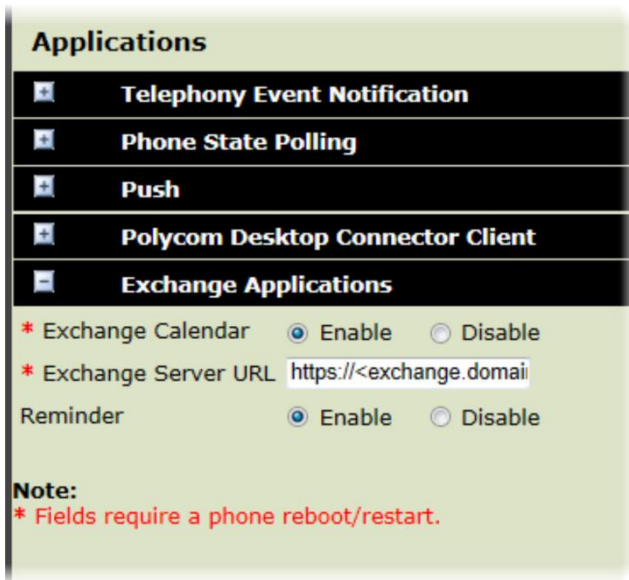 Applications
Telephony Event Notification
Phone State Polling
Push
Polycom Desktop Connector Client
Exchange Applications
* Exchange Calendar Enable Disable
* Exchange Server URL https://<exchange.domai
Reminder Enable Disable
Note:
* Fields require a phone reboot/restart.